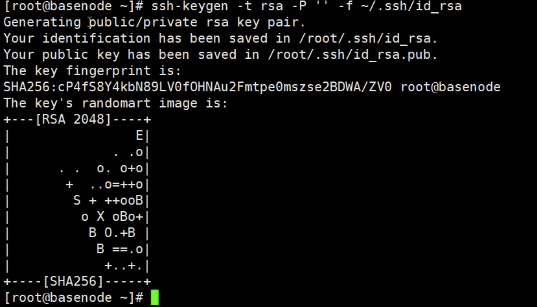 [root@basenode ~]# ssh-keygen -t rsa -P '' -f ~/.ssh/id_rsa
Generating public/private rsa key pair.
Your identification has been saved in /root/.ssh/id_rsa.
Your public key has been saved in /root/.ssh/id_rsa.pub.
The key fingerprint is:
SHA256:cP4fS8Y4kbN89LV0fOHNAu2Fmtpe0mszse2BDWA/ZV0 root@basenode
The key's randomart image is:
+---[RSA 2048]----+
|                E|
|             . .o|
|      . .  o. o+o|
|       +  ..o=++o|
|        S + ++ooB|
|         o X oBo+|
|          B O.+B |
|           B ==.o|
|            +..+.|
+----[SHA256]-----+
[root@basenode ~]#